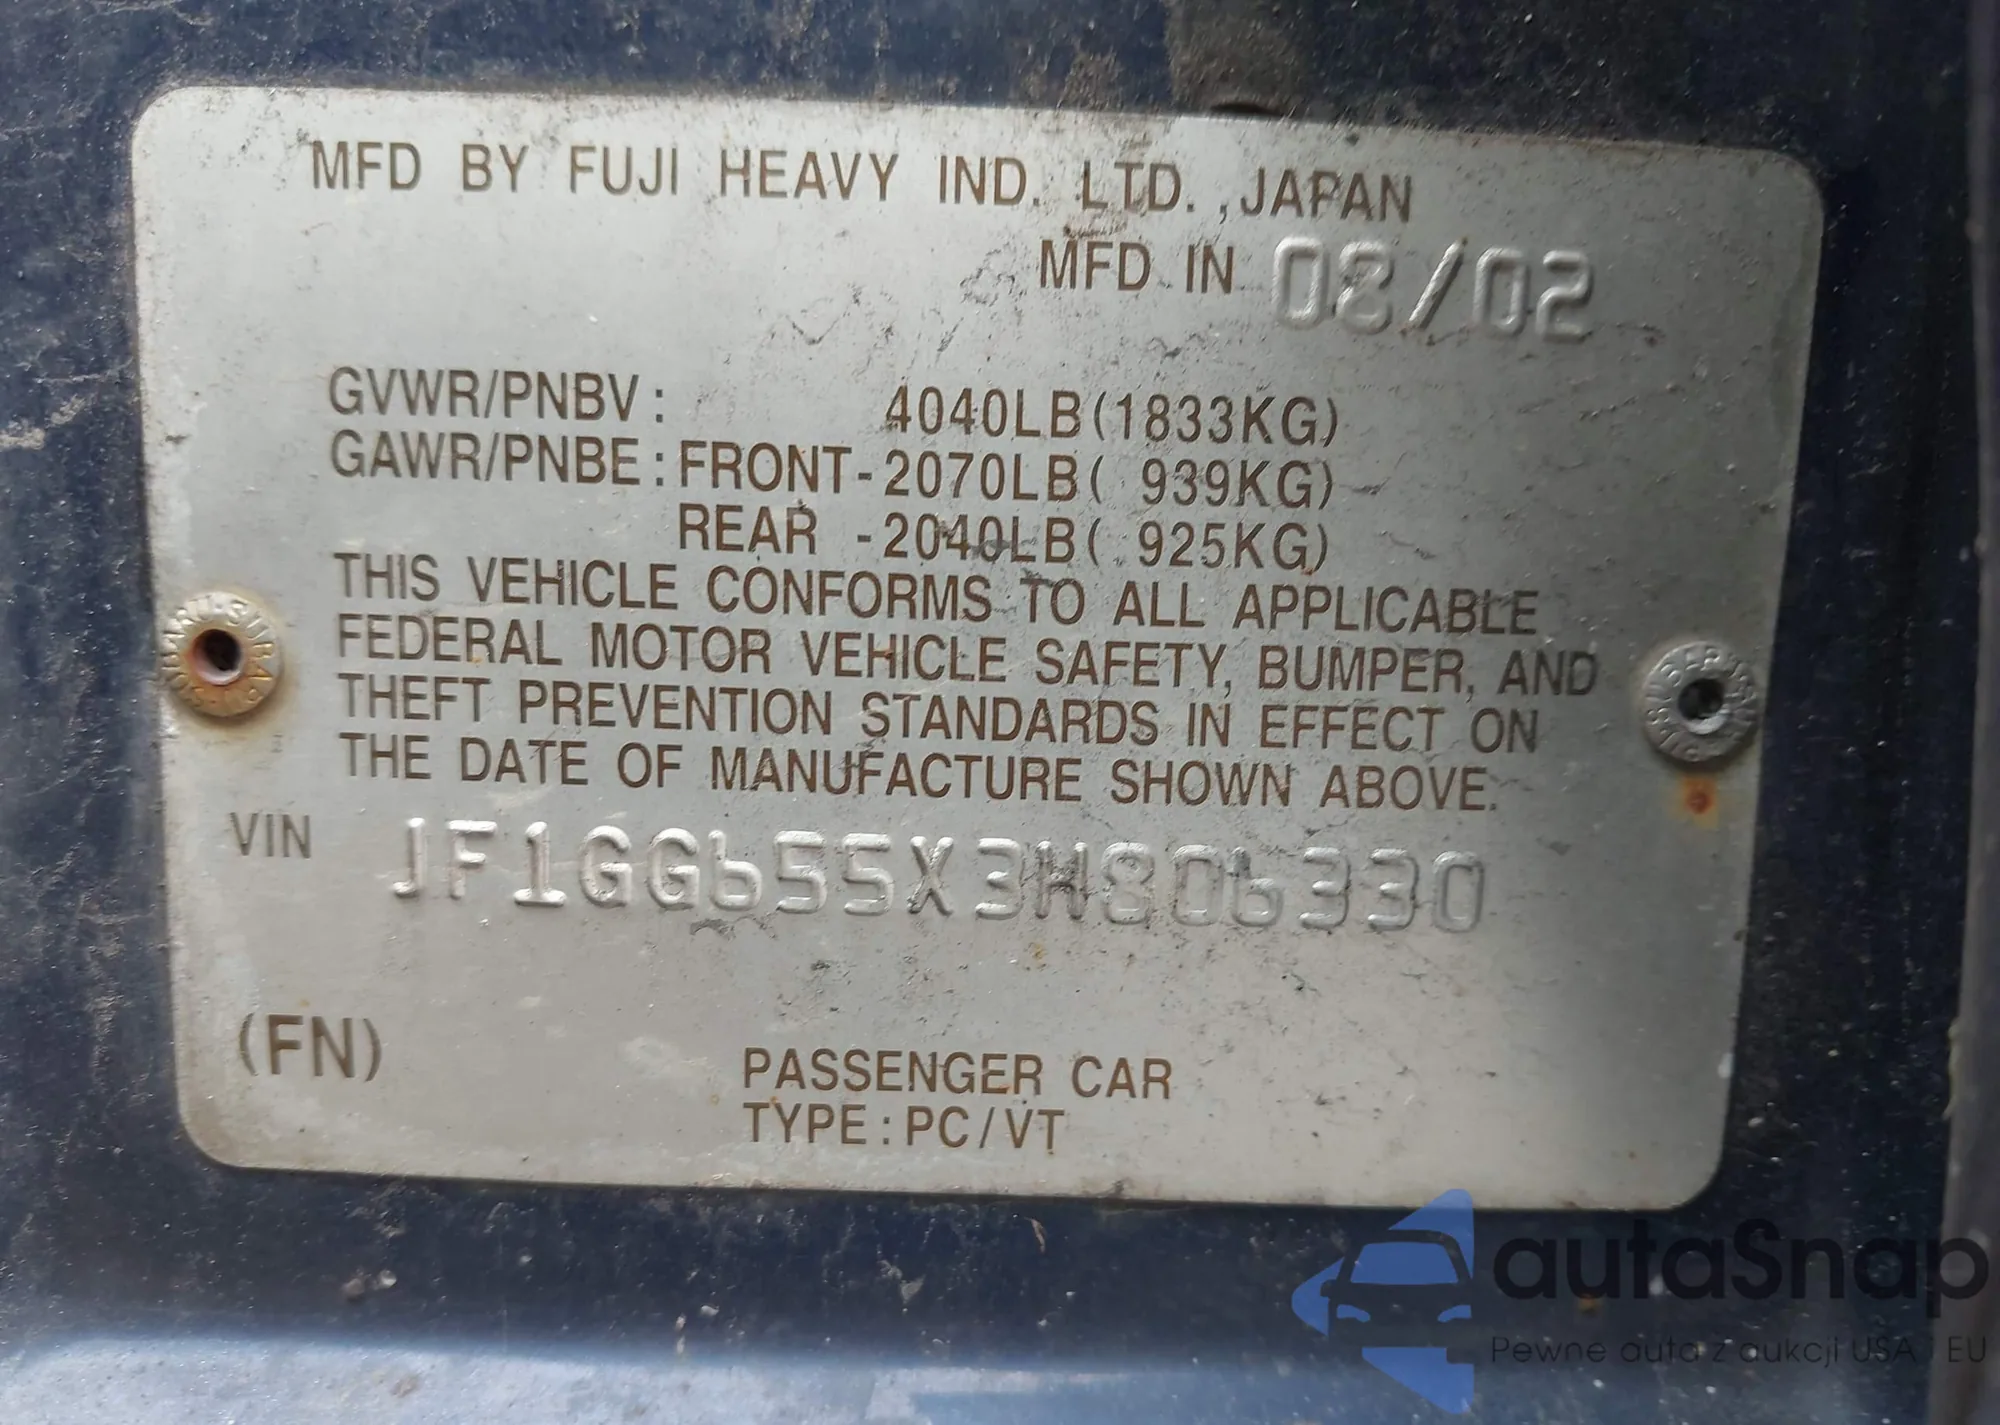 MFD BY FUJI HEAVY IND. LTD. ,JAPAN
MFD IN 08/02
GVWR/PNBV: 4040LB(1833KG)
GAWR/PNBE: FRONT-2070LB( 939KG)
REAR -2040LB( 925KG)
THIS VEHICLE CONFORMS TO ALL APPLICABLE
FEDERAL MOTOR VEHICLE SAFETY, BUMPER, AND
THEFT PREVENTION STANDARDS IN EFFECT ON
THE DATE OF MANUFACTURE SHOWN ABOVE.
VIN JF1GG655X3H806330
(FN)
PASSENGER CAR
TYPE:PC/VT
autaSnap
Pewne auta z aukcji USA EU